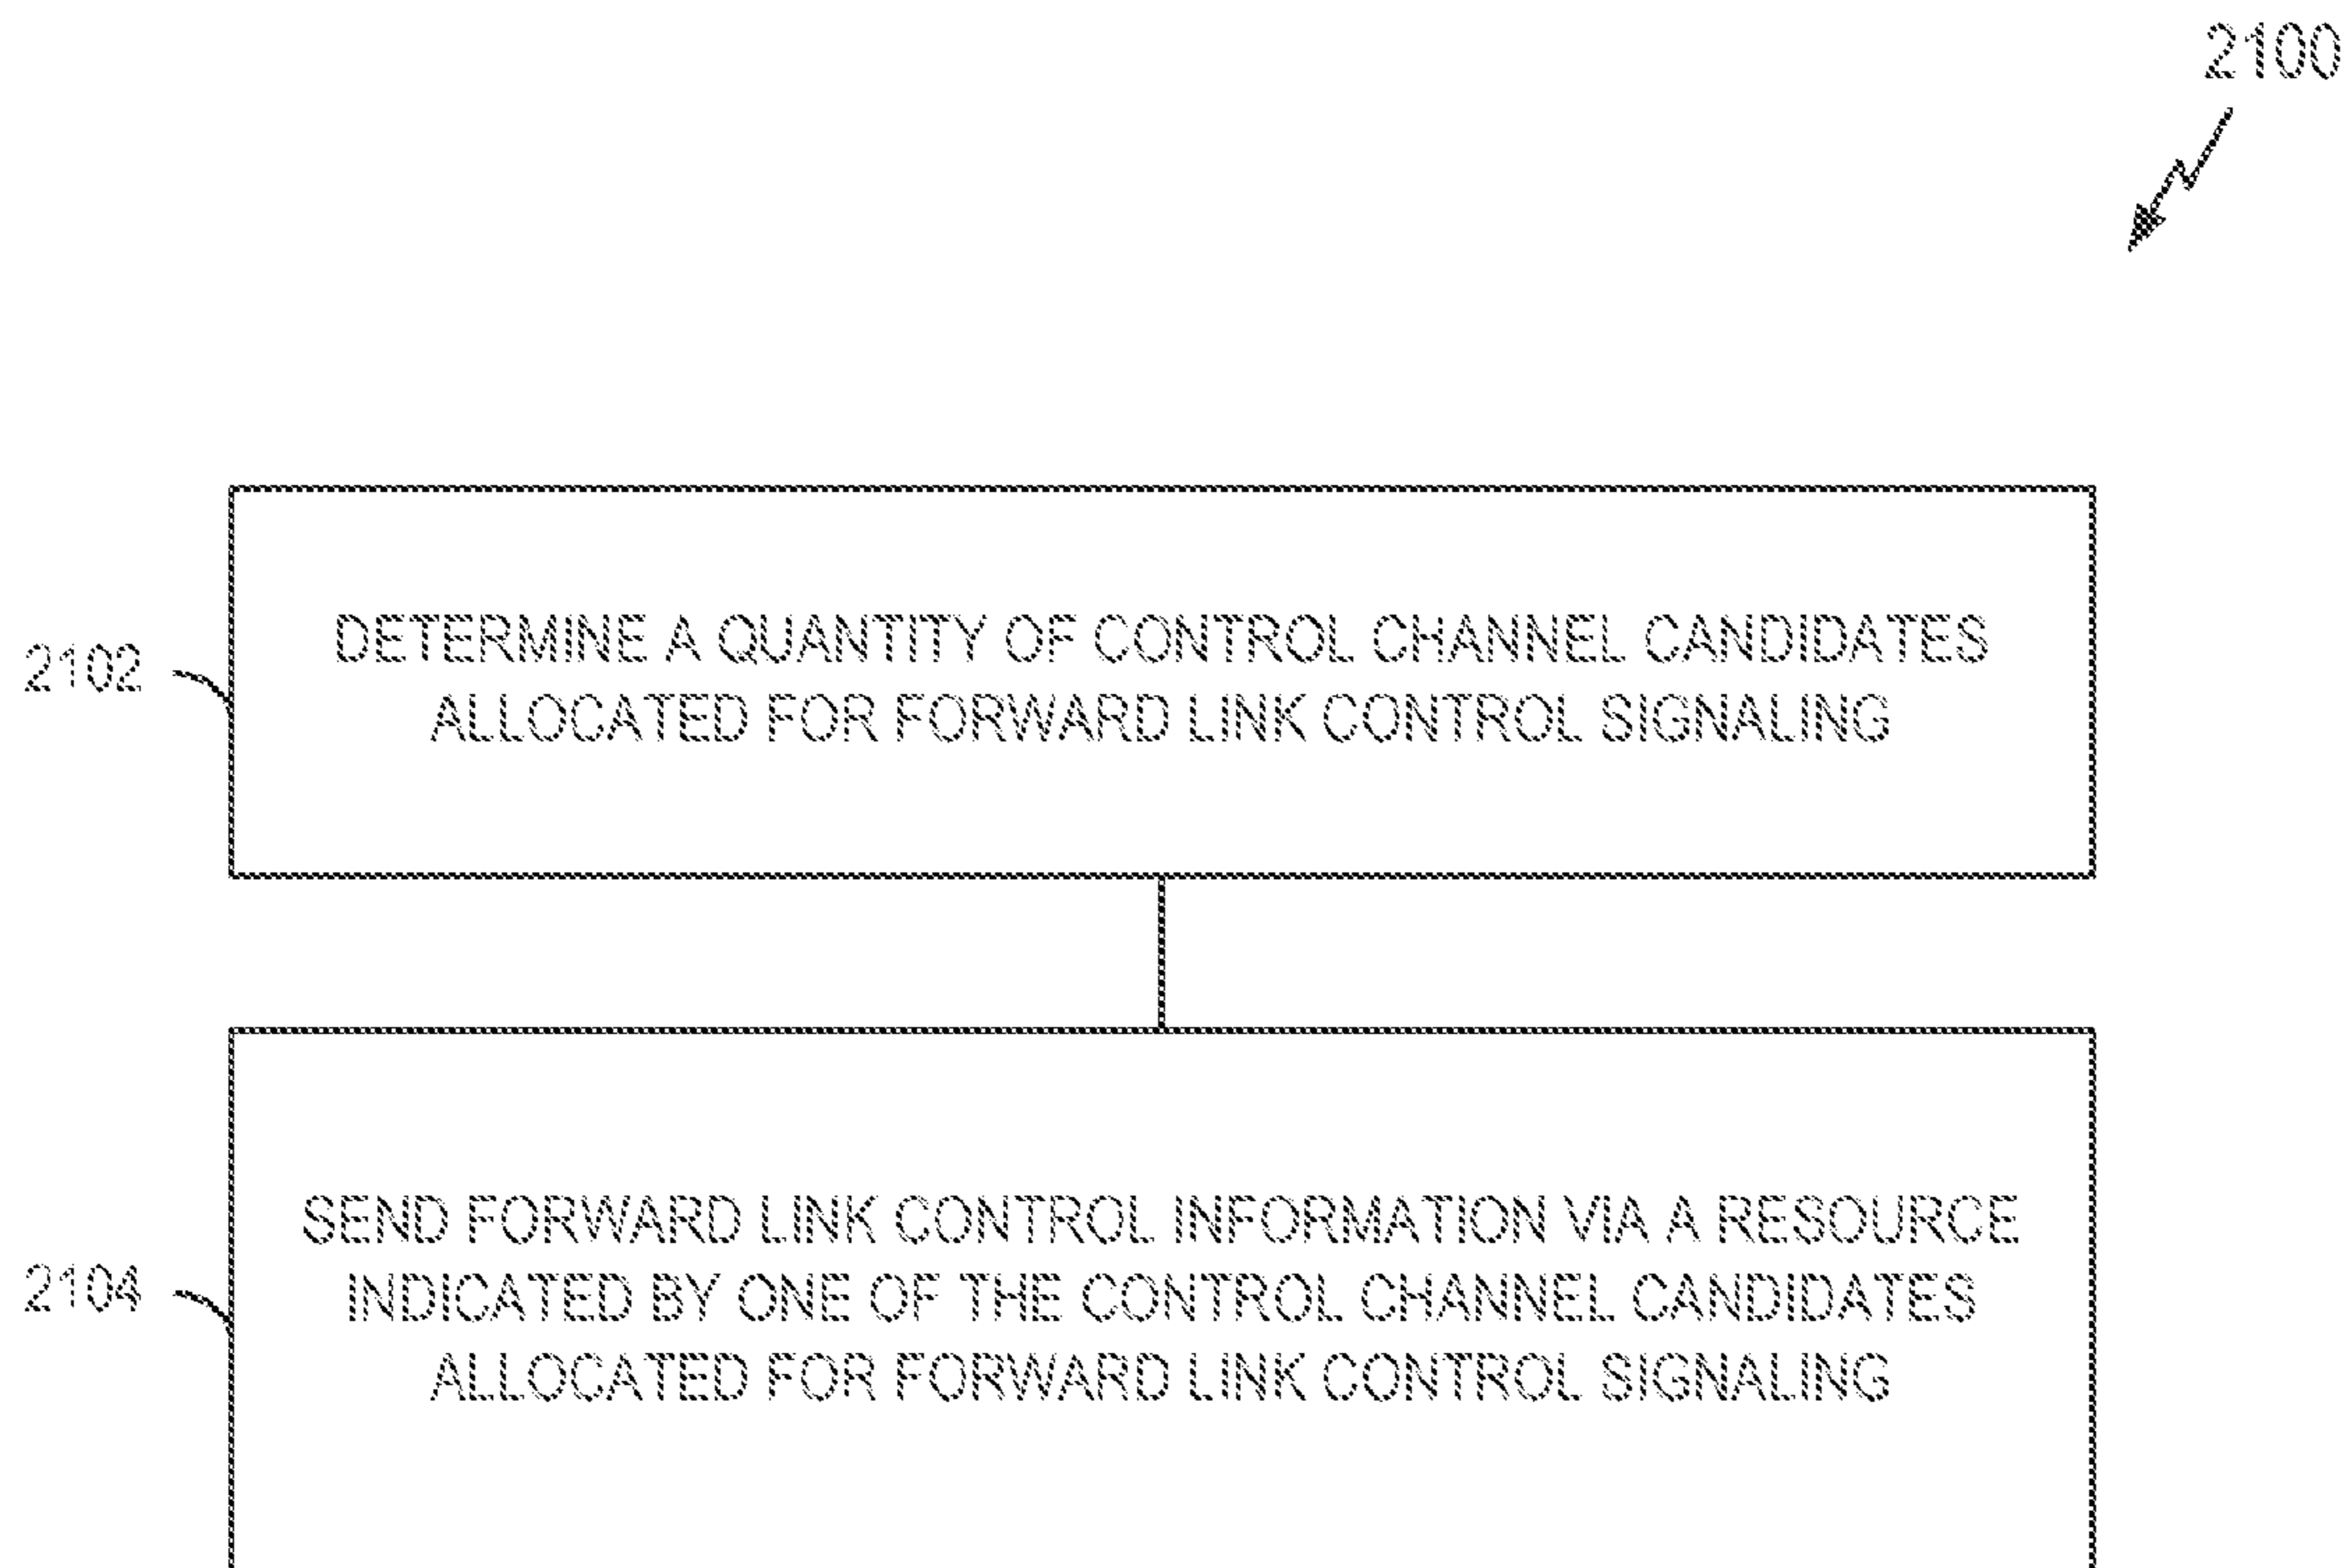 2100
2102
DETERMINE A QUANTITY OF CONTROL CHANNEL CANDIDATES
ALLOCATED FOR FORWARD LINK CONTROL SIGNALING
2104
SEND FORWARD LINK CONTROL INFORMATION VIA A RESOURCE
INDICATED BY ONE OF THE CONTROL CHANNEL CANDIDATES
ALLOCATED FOR FORWARD LINK CONTROL SIGNALING